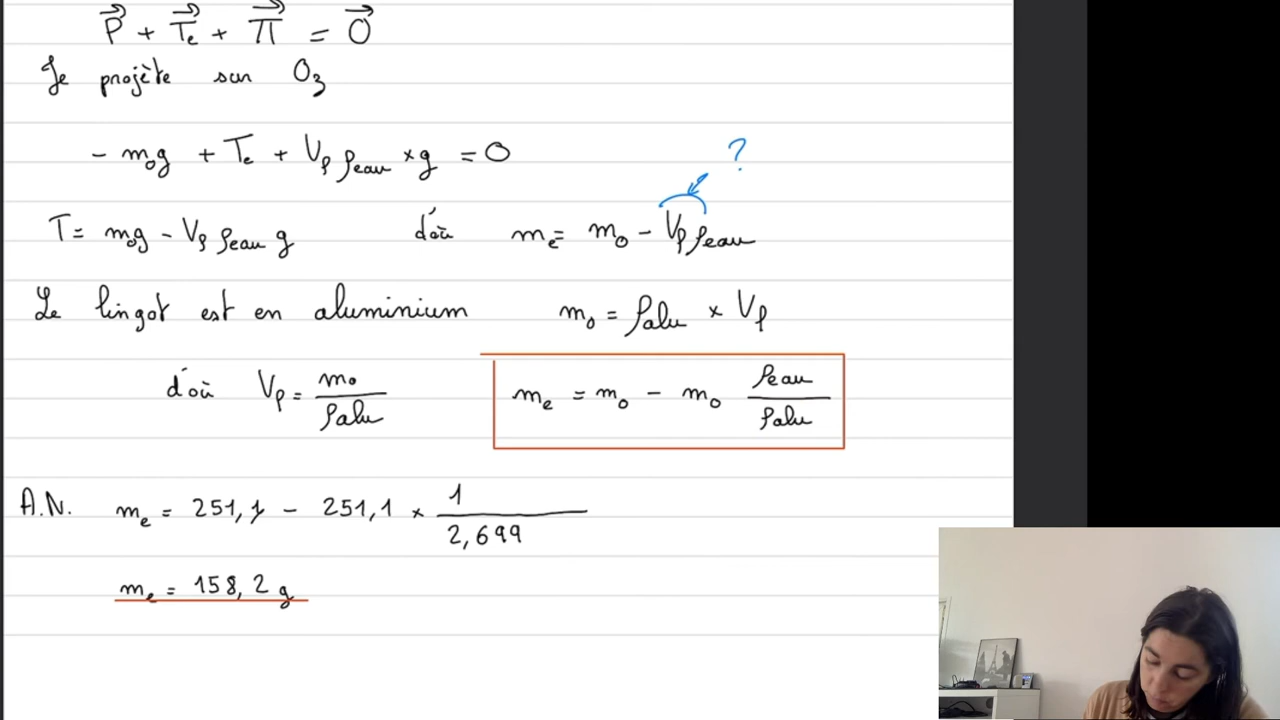 P⃗ + T⃗e + Π⃗ = 0⃗
Je projète sur Oz
- m₀g + Te + Vp ρeau × g = 0
?
T = m₀g - Vp ρeau g d'où me = m₀ - Vp ρeau
Le lingot est en aluminium m₀ = ρalu × Vp
d'où Vp = m₀ / ρalu me = m₀ - m₀ ρeau / ρalu
A.N. me = 251,1 - 251,1 × 1 / 2,699
me = 158,2 g